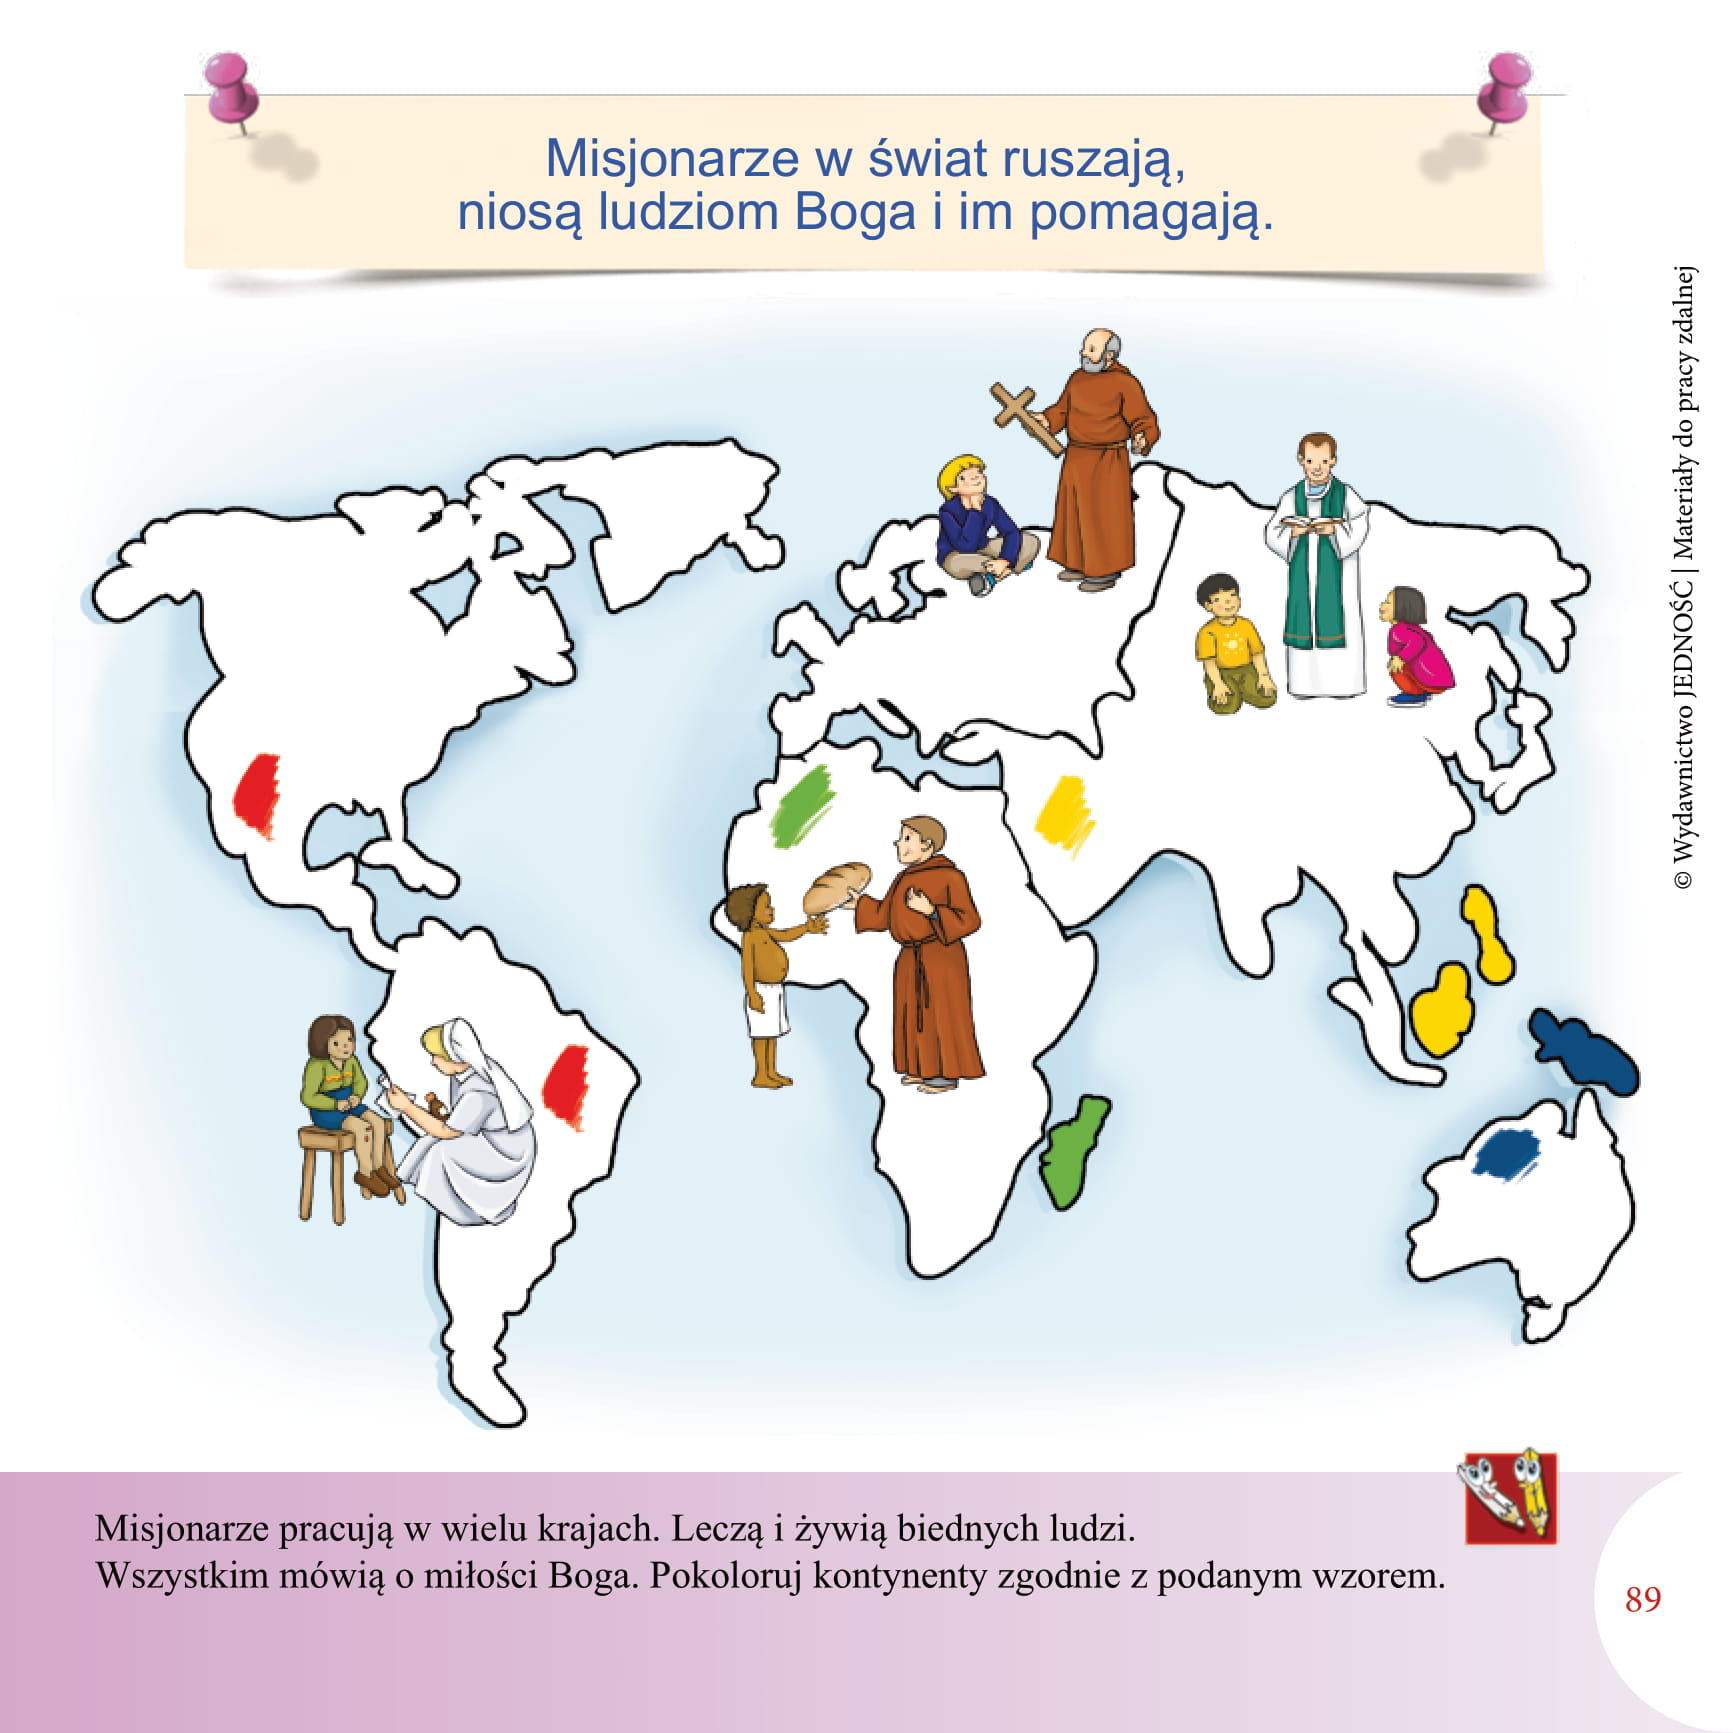 Misjonarze w świat ruszają,
niosą ludziom Boga i im pomagają.
© Wydawnictwo JEDNOŚĆ | Materiały do pracy zdalnej
Misjonarze pracują w wielu krajach. Leczą i żywią biednych ludzi.
Wszystkim mówią o miłości Boga. Pokoloruj kontynenty zgodnie z podanym wzorem.
89